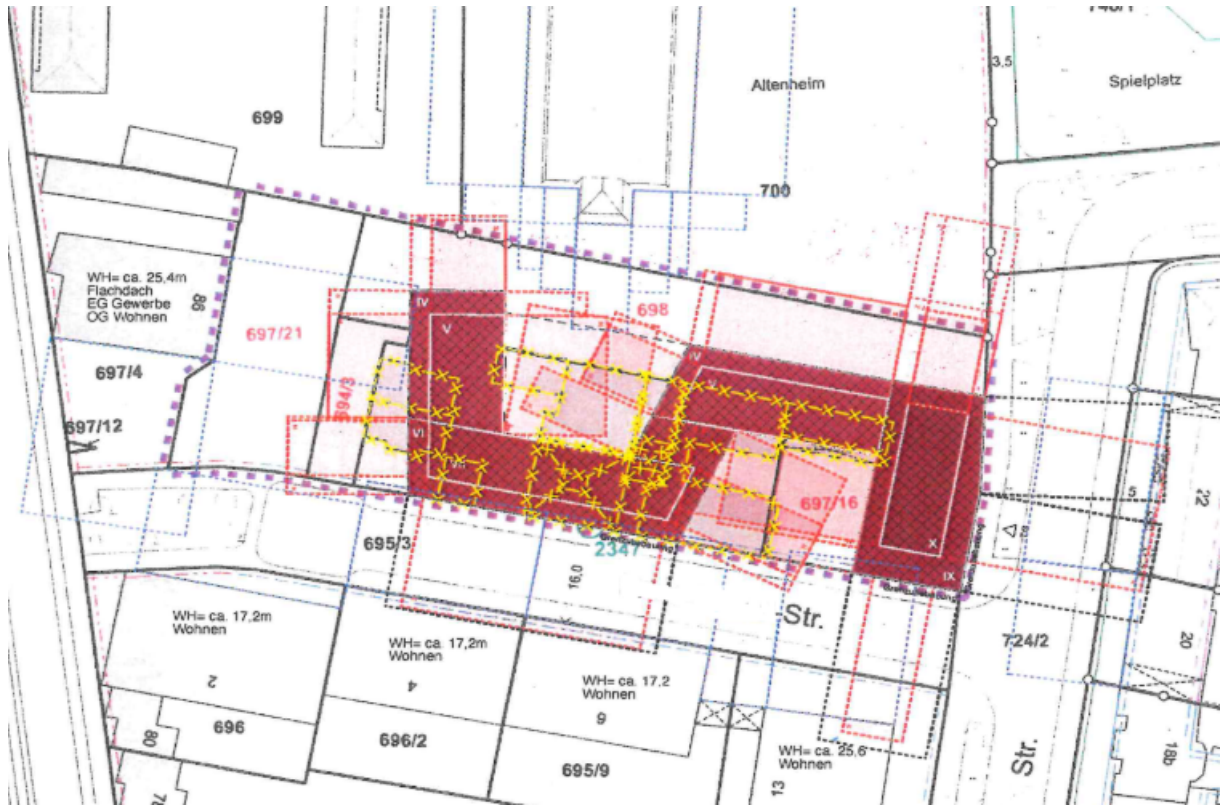 3,5
Altenheim
Spielplatz
699
700
WH= ca. 25,4m
Flachdach
EG Gewerbe
OG Wohnen
86
697/21
698
697/4
694/3
697/12
IV
V
VI
VII
IV
V
697/16
X
IX
5
22
2347
695/3
16,0
Str.
724/2
20
WH= ca. 17,2m
Wohnen
2
WH= ca. 17,2m
Wohnen
4
WH= ca. 17,2
Wohnen
6
696
80
696/2
695/9
WH= ca. 25,6
Wohnen
13
Str.
18b